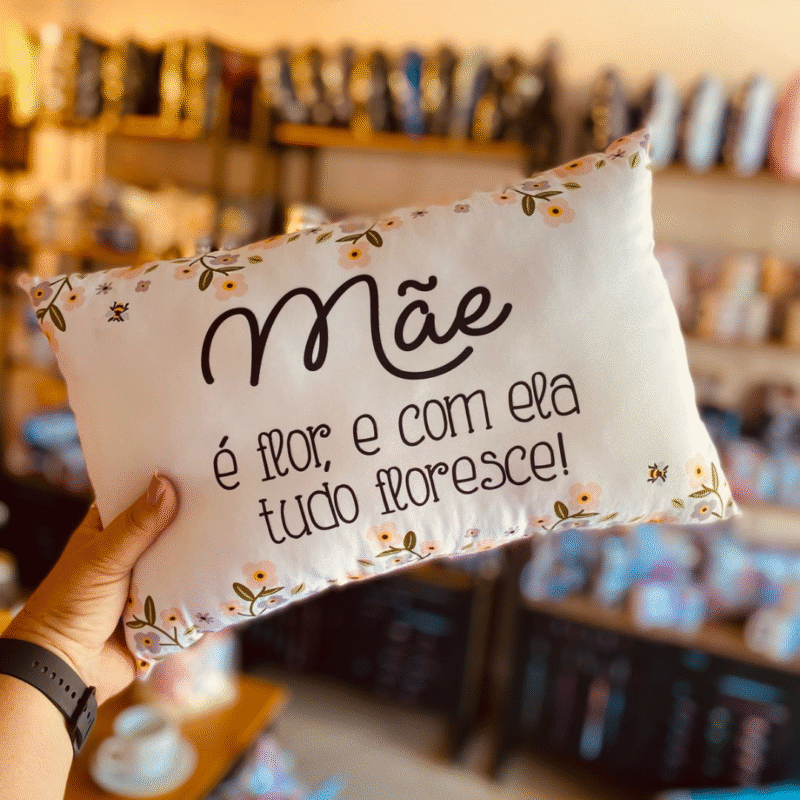 Mãe
é flor, e com ela
tudo floresce!